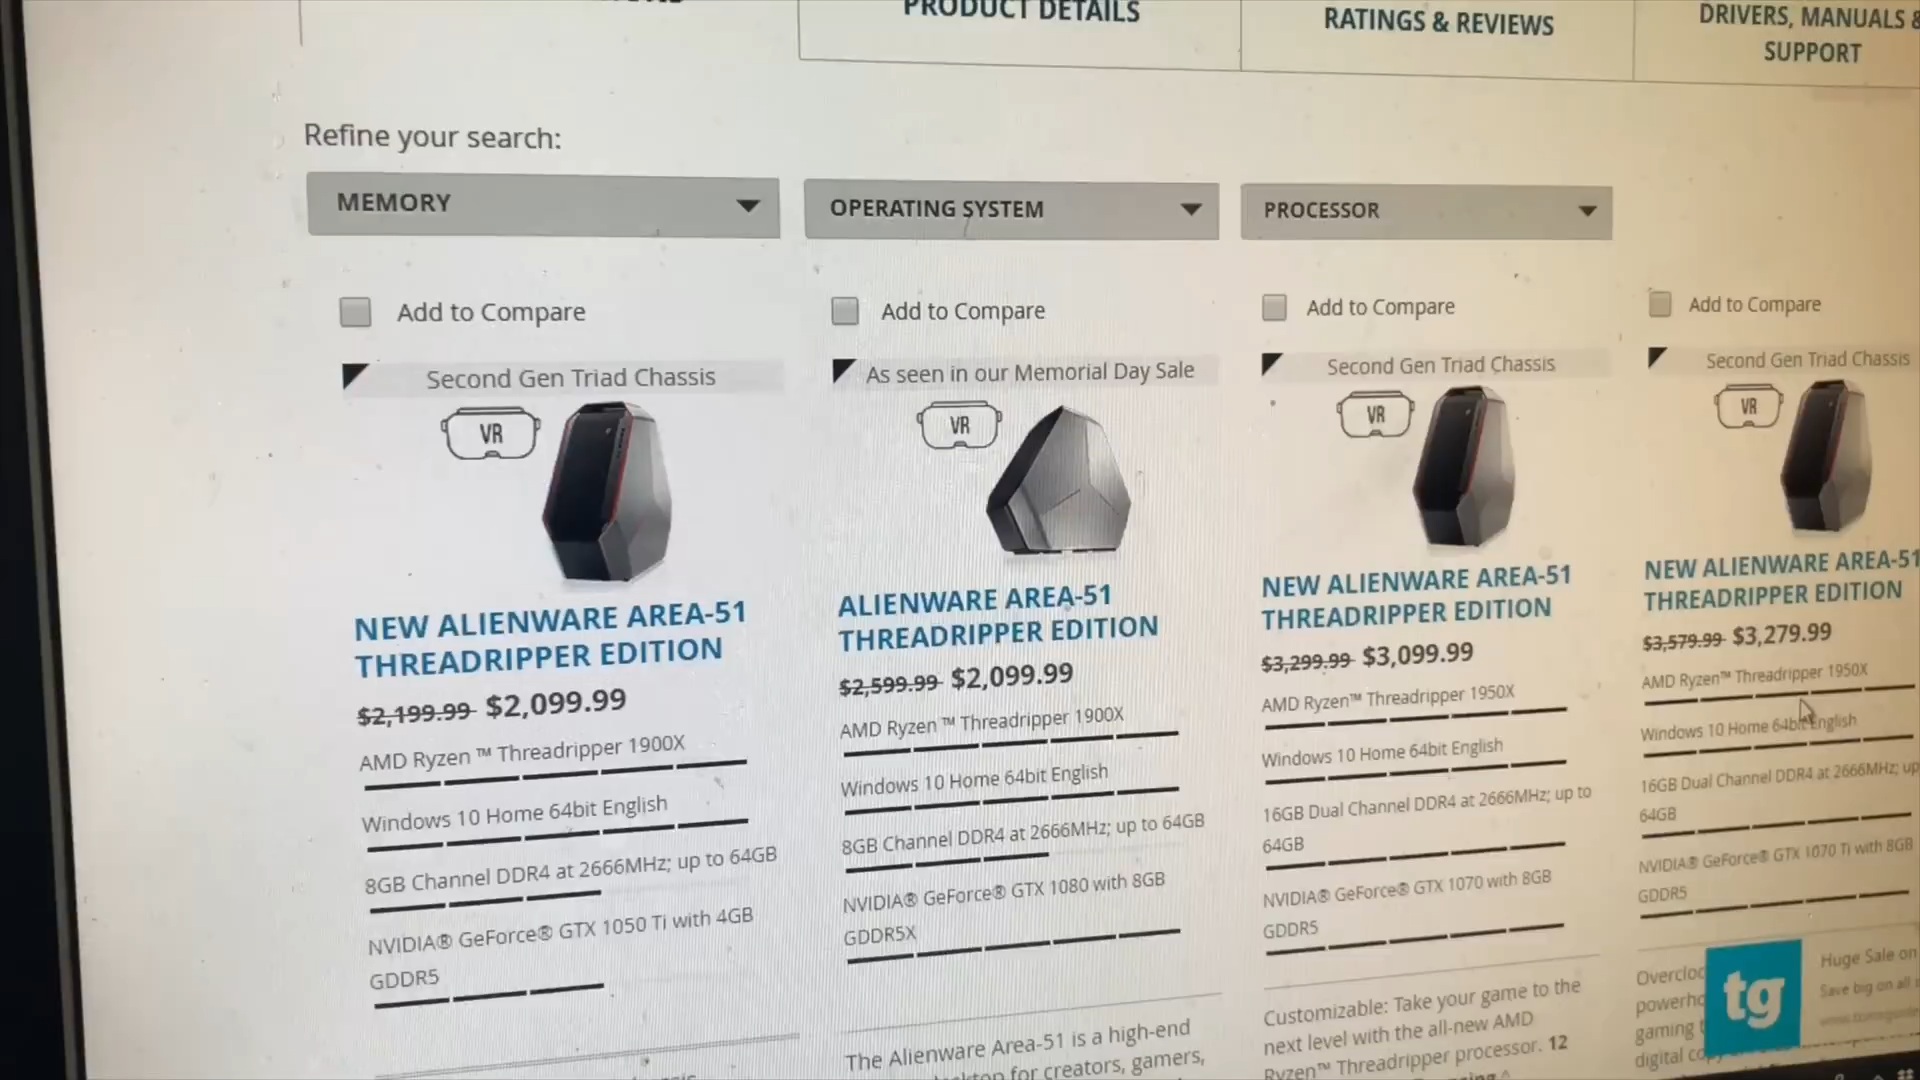 PRODUCT DETAILS
RATINGS & REVIEWS
DRIVERS, MANUALS &
SUPPORT
Refine your search:
MEMORY
OPERATING SYSTEM
PROCESSOR
Add to Compare
Second Gen Triad Chassis
VR
NEW ALIENWARE AREA-51
THREADRIPPER EDITION
$2,199.99 $2,099.99
AMD Ryzen™ Threadripper 1900X
Windows 10 Home 64bit English
8GB Channel DDR4 at 2666MHz; up to 64GB
NVIDIA® GeForce® GTX 1050 Ti with 4GB
GDDR5
Add to Compare
As seen in our Memorial Day Sale
VR
ALIENWARE AREA-51
THREADRIPPER EDITION
$2,599.99 $2,099.99
AMD Ryzen™ Threadripper 1900X
Windows 10 Home 64bit English
8GB Channel DDR4 at 2666MHz; up to 64GB
NVIDIA® GeForce® GTX 1080 with 8GB
GDDR5X
The Alienware Area-51 is a high-end
for creators, gamers,
Add to Compare
Second Gen Triad Chassis
VR
NEW ALIENWARE AREA-51
THREADRIPPER EDITION
$3,299.99 $3,099.99
AMD Ryzen™ Threadripper 1950X
Windows 10 Home 64bit English
16GB Dual Channel DDR4 at 2666MHz; up to
64GB
NVIDIA® GeForce® GTX 1070 with 8GB
GDDR5
Customizable: Take your game to the
next level with the all-new AMD
Ryzen™ Threadripper processor. 12
Add to Compare
Second Gen Triad Chassis
VR
NEW ALIENWARE AREA-51
THREADRIPPER EDITION
$3,579.99 $3,279.99
AMD Ryzen™ Threadripper 1950X
Windows 10 Home 64bit English
16GB Dual Channel DDR4 at 2666MHz; up
64GB
NVIDIA® GeForce® GTX 1070 Ti with 8GB
GDDR5
Overcloc
powerho
gaming t
digital co
tg
Huge Sale on
Save big on all